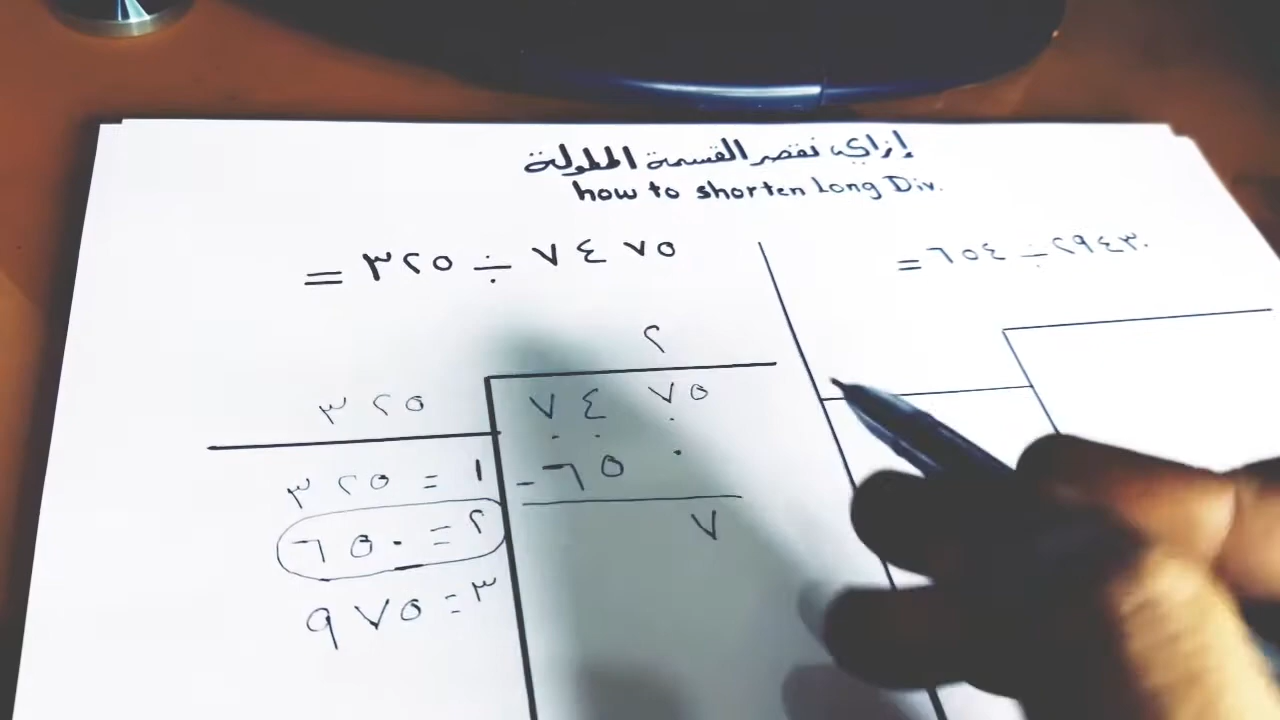 إزاي نقصر القسمة المطولة
how to shorten Long Div.
= ٣٢٥ ÷ ٧٤٧٥
= ٦٥٤ ÷ ٢٩٤٣٠
٢
٣٢٥
٧٤٧٥
٣٢٥ = ١
- ٦٥٠
٦٥٠ = ٢
٧
٩٧٥ = ٣